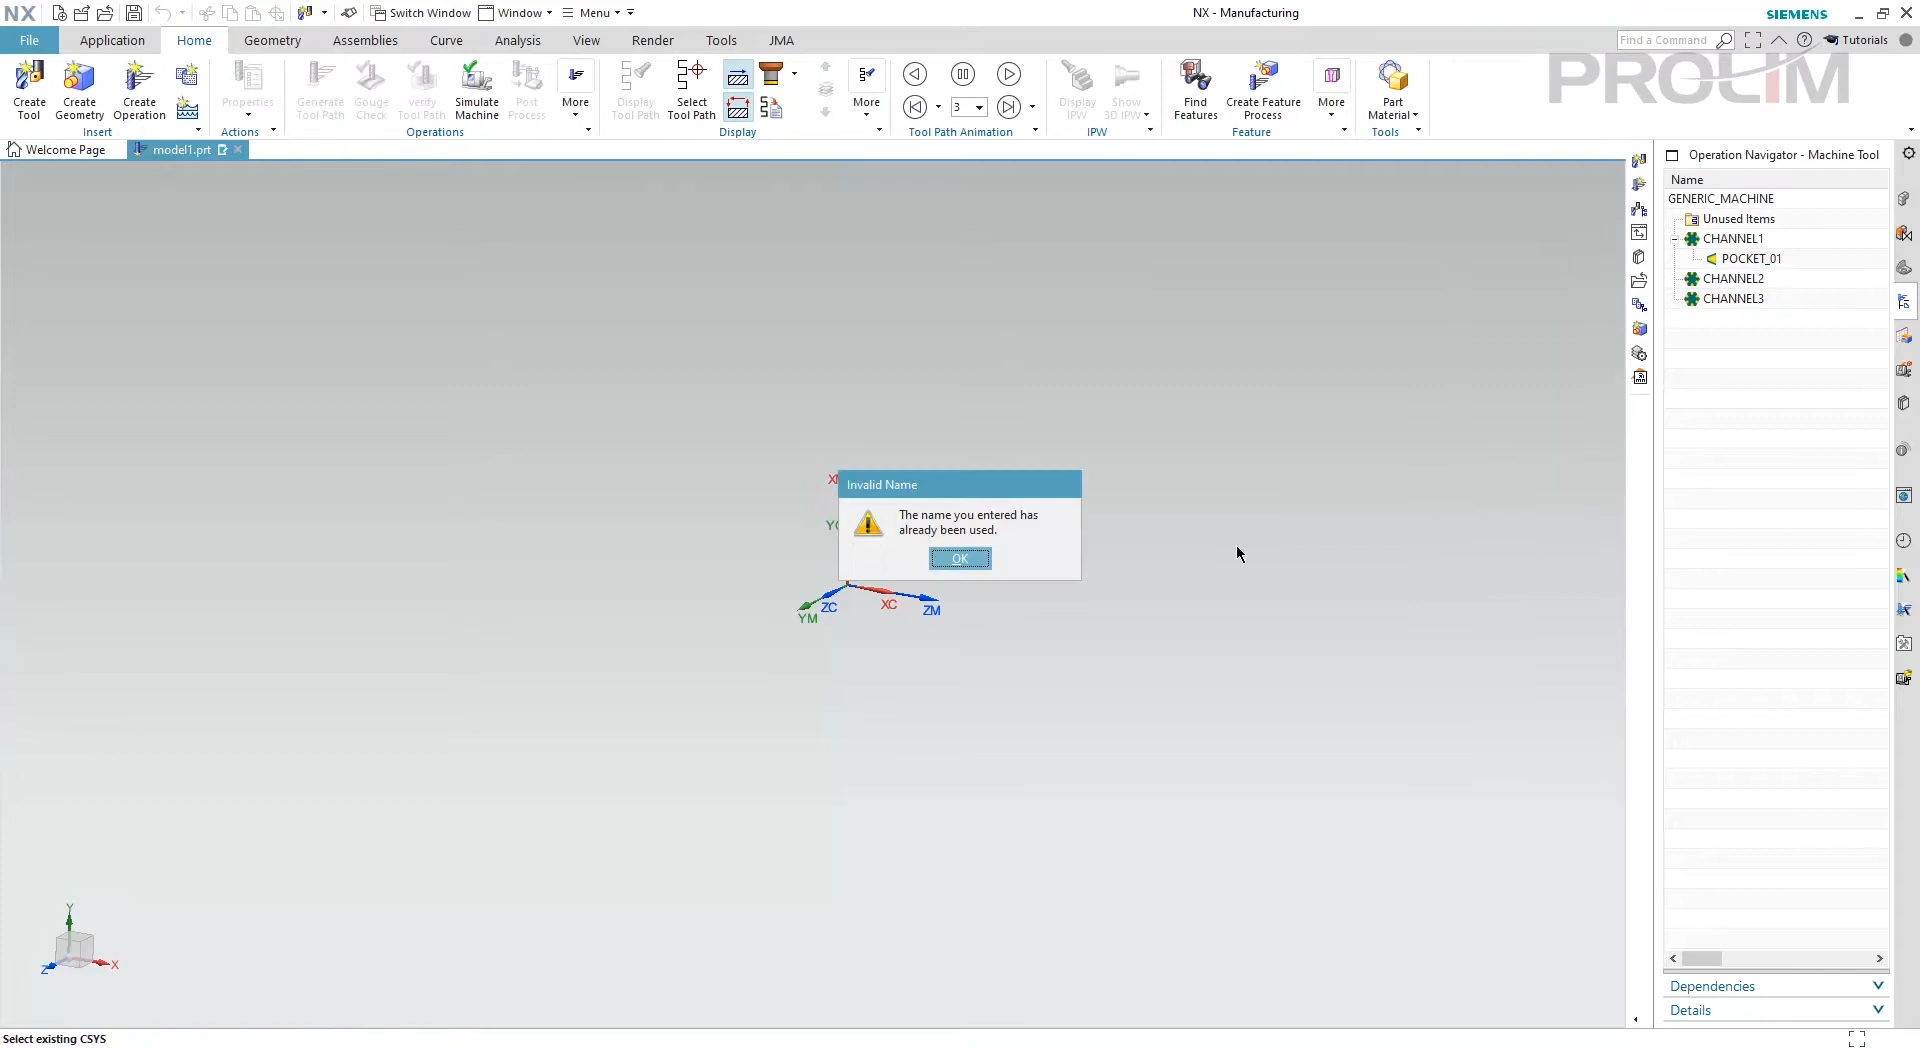 NX Switch Window Window Menu NX - Manufacturing SIEMENS
File Application Home Geometry Assemblies Curve Analysis View Render Tools JMA Find a Command Tutorials
PROLIM
Create Tool
Create Geometry
Create Operation
Properties
Generate Tool Path
Gouge Check
Verify Tool Path
Simulate Machine
Post Process
More
Display Tool Path
Select Tool Path
More
3
Display IPW
Show 3D IPW
Find Features
Create Feature Process
More
Part Material
Insert Actions Operations Display Tool Path Animation IPW Feature Tools
Welcome Page model1.prt
Operation Navigator - Machine Tool
Name
GENERIC_MACHINE
Unused Items
CHANNEL1
POCKET_01
CHANNEL2
CHANNEL3
Invalid Name
The name you entered has
already been used.
OK
YM ZC XC ZM
Y
Z X
Dependencies
Details
Select existing CSYS